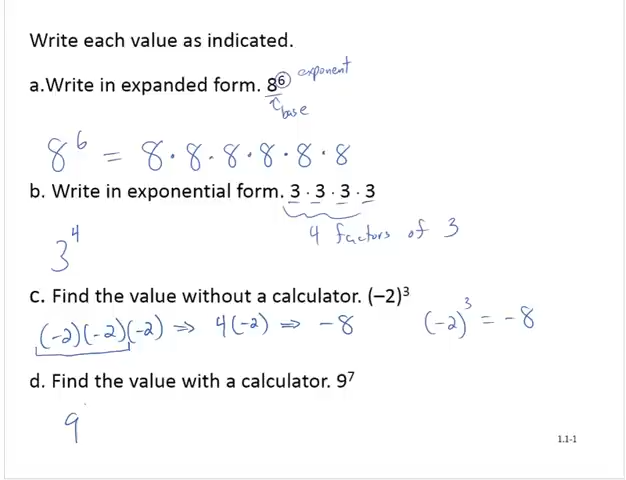 Write each value as indicated.
a.Write in expanded form. 8⁶ exponent
base
8⁶ = 8 · 8 · 8 · 8 · 8 · 8
b. Write in exponential form. 3 · 3 · 3 · 3
4 factors of 3
3⁴
c. Find the value without a calculator. (–2)³
(-2)(-2)(-2) ⇒ 4(-2) ⇒ -8 (-2)³ = -8
d. Find the value with a calculator. 9⁷
9
1.1-1